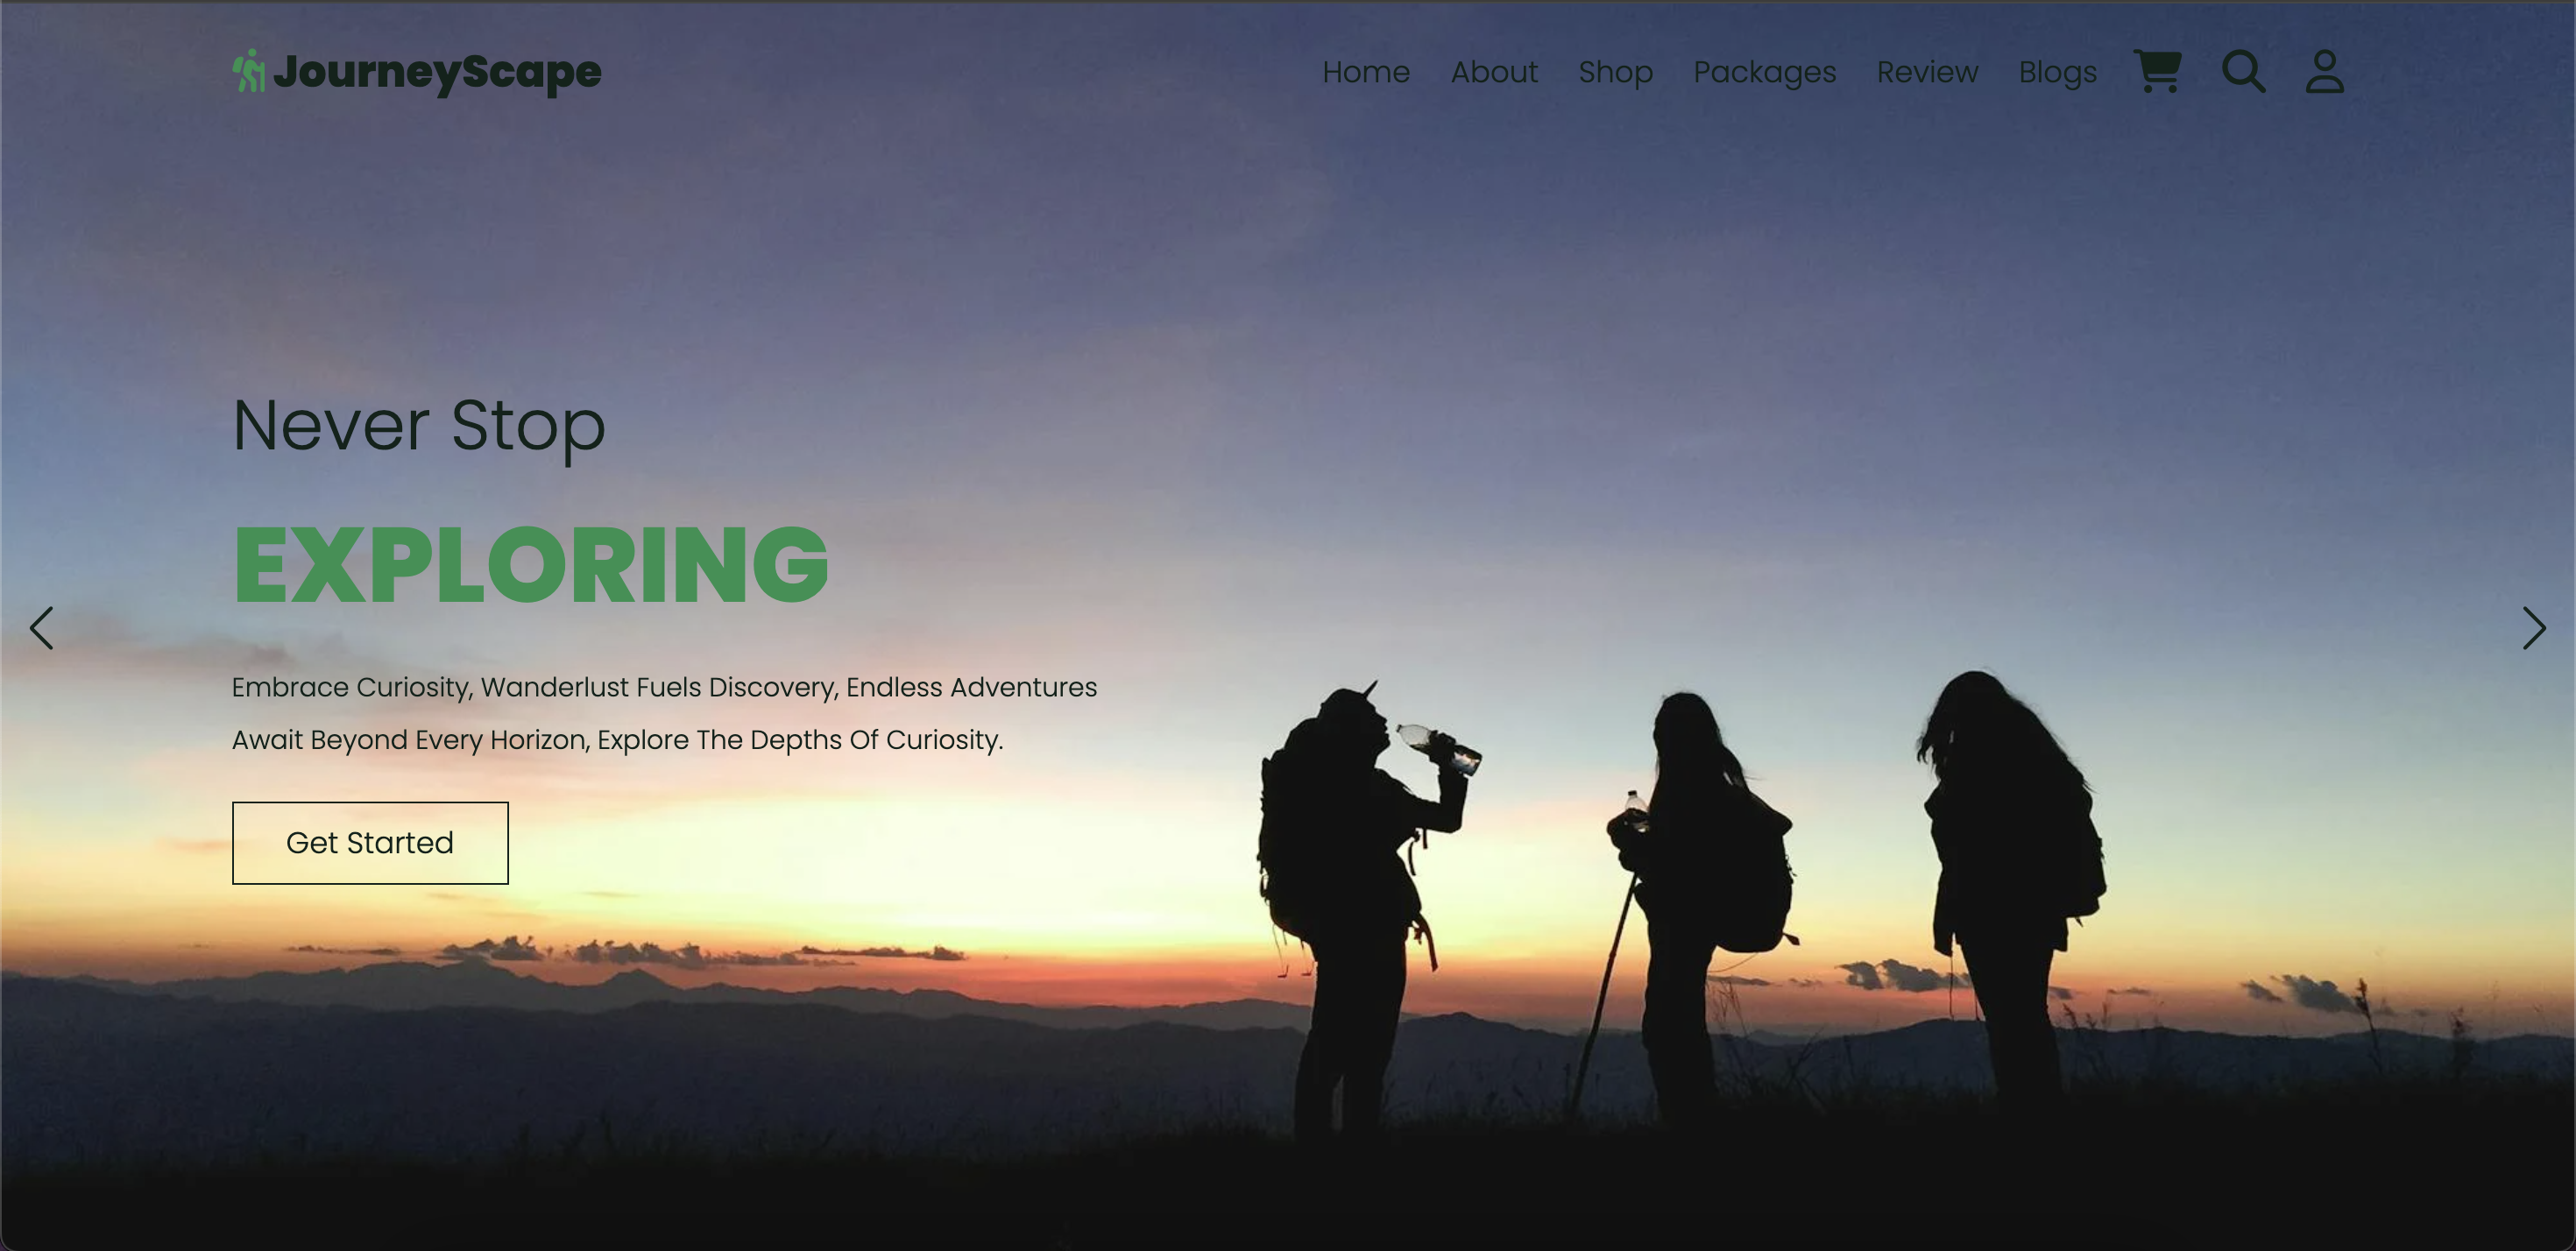 JourneyScape
Home About Shop Packages Review Blogs
Never Stop
EXPLORING
Embrace Curiosity, Wanderlust Fuels Discovery, Endless Adventures
Await Beyond Every Horizon, Explore The Depths Of Curiosity.
Get Started